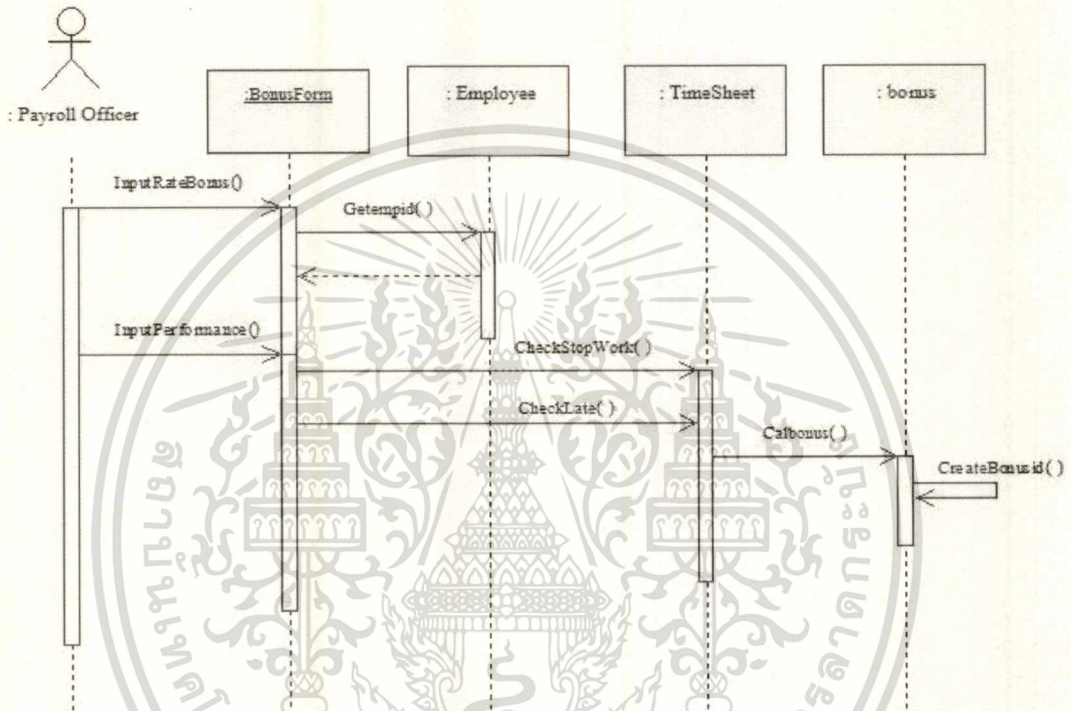 : Payroll Officer
:BonusForm
: Employee
: TimeSheet
: bonus
InputRateBonus()
Getempid( )
InputPerformance()
CheckStopWork( )
CheckLate( )
Calbonus( )
CreateBonusid( )